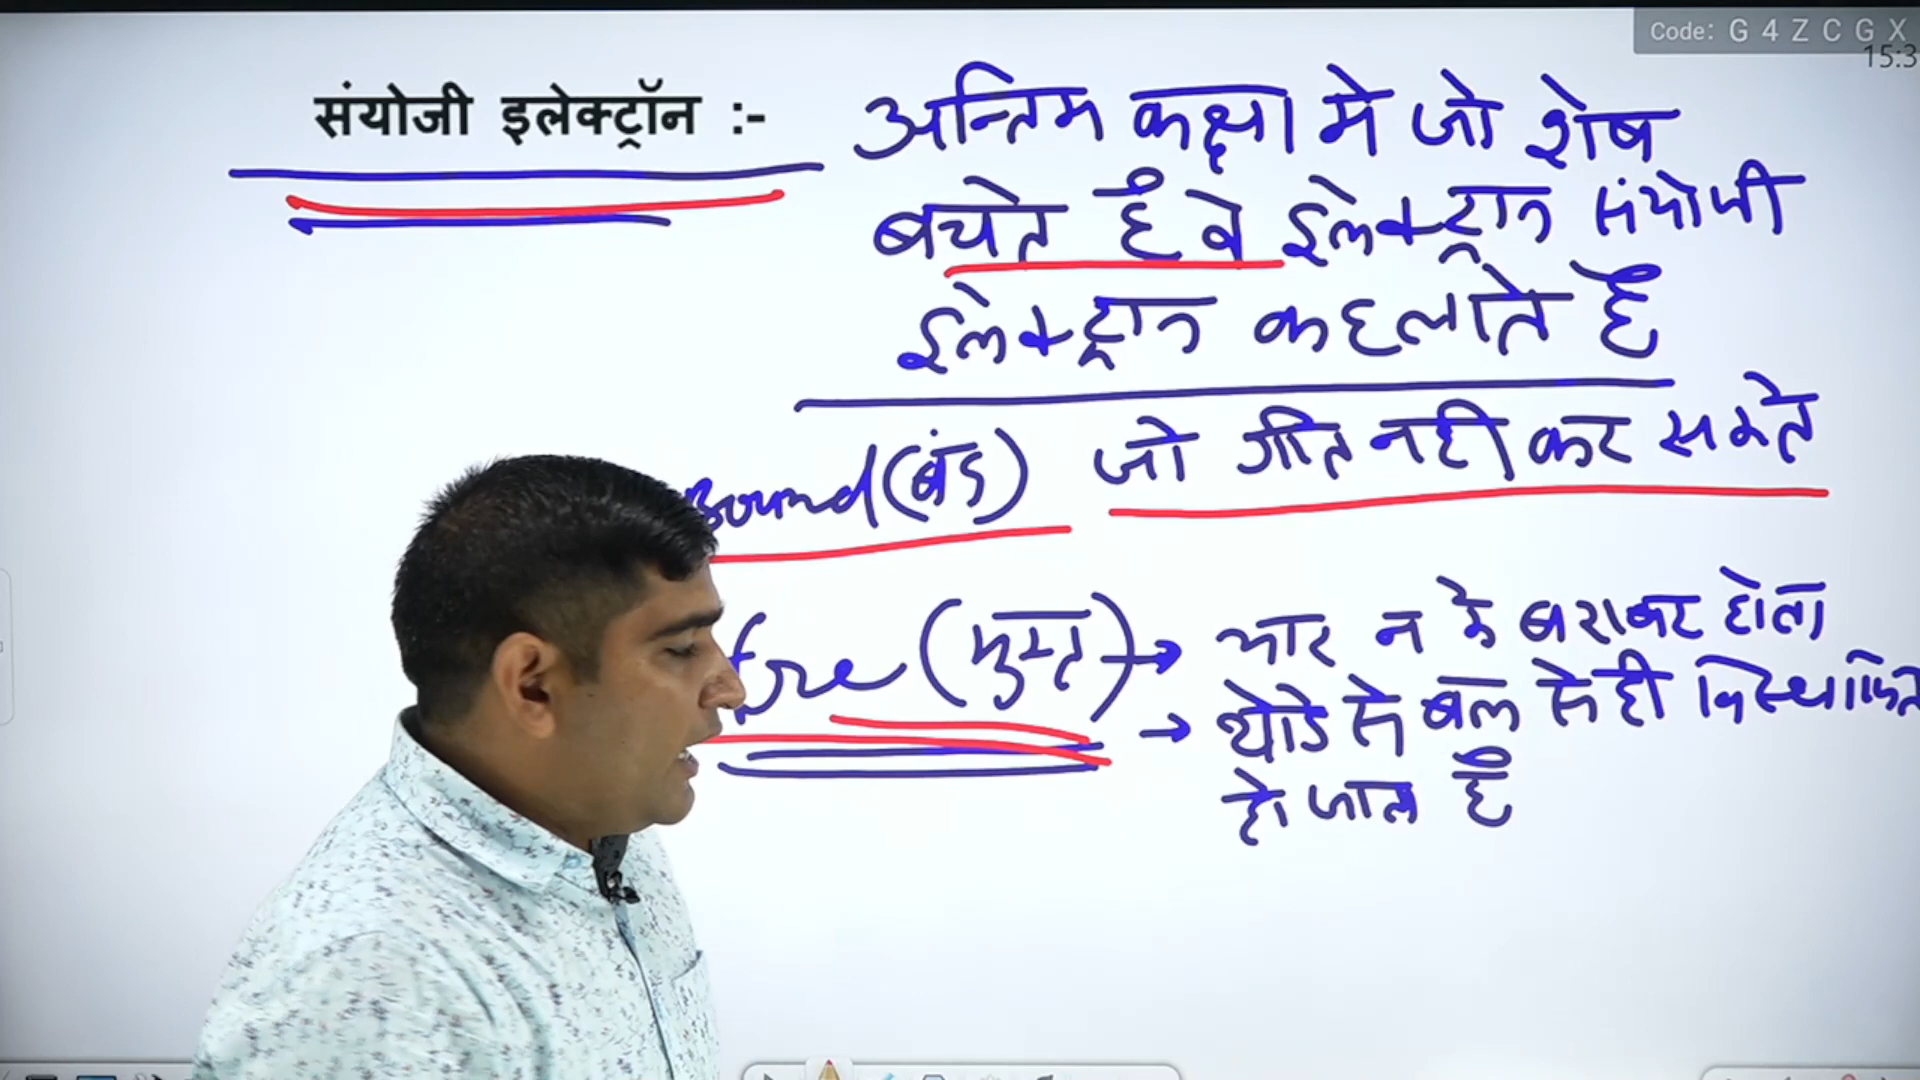 Code: G 4 Z C G X
15:3
संयोजी इलेक्ट्रॉन :- अन्तिम कक्षा मे जो शेष
बचते है वे इलेक्ट्रान संयोजी
इलेक्ट्रान कहलाते है
Bound (बंड) जो गति नही कर सकते
free (मुक्त) → भार न के बराबर होता
→ थोडे से बल से ही विस्थापित
हो जाता है